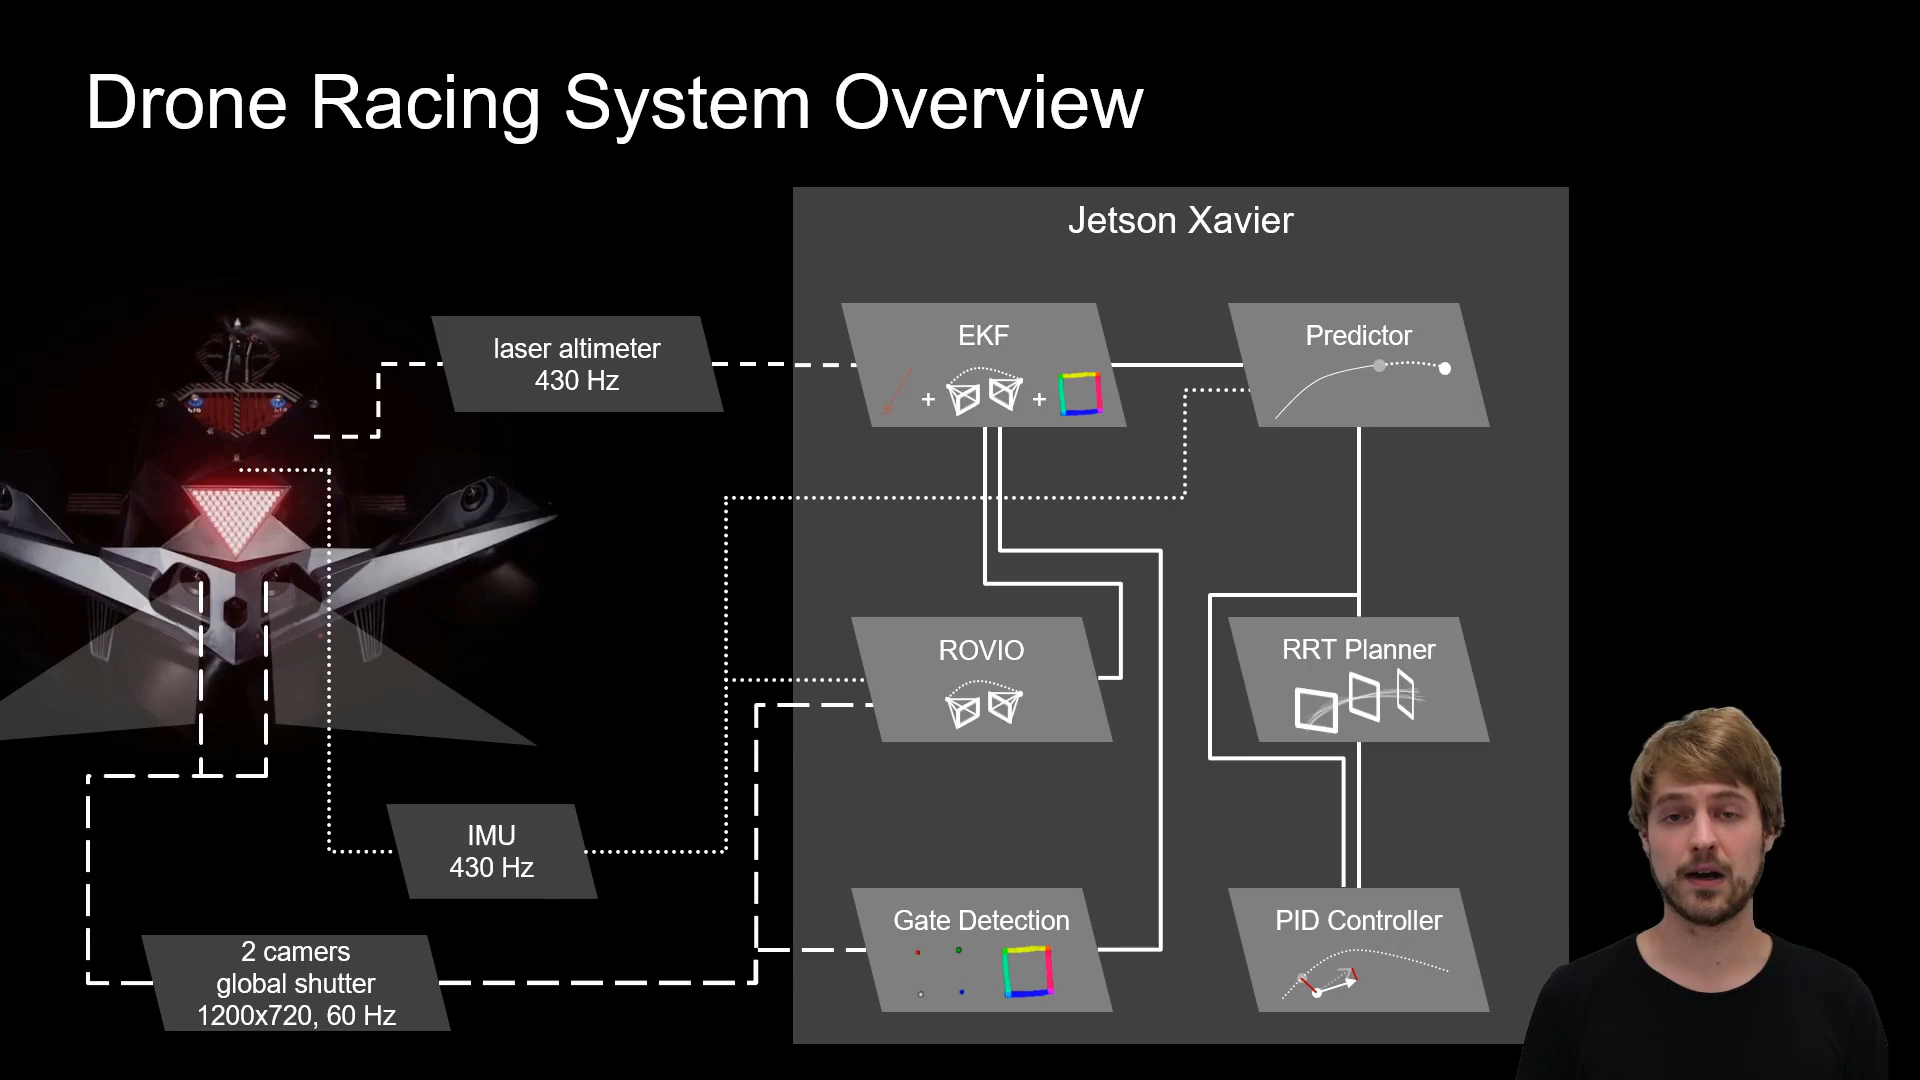 Drone Racing System Overview
Jetson Xavier
laser altimeter
430 Hz
EKF
+
+
Predictor
ROVIO
RRT Planner
IMU
430 Hz
Gate Detection
PID Controller
2 camers
global shutter
1200x720, 60 Hz